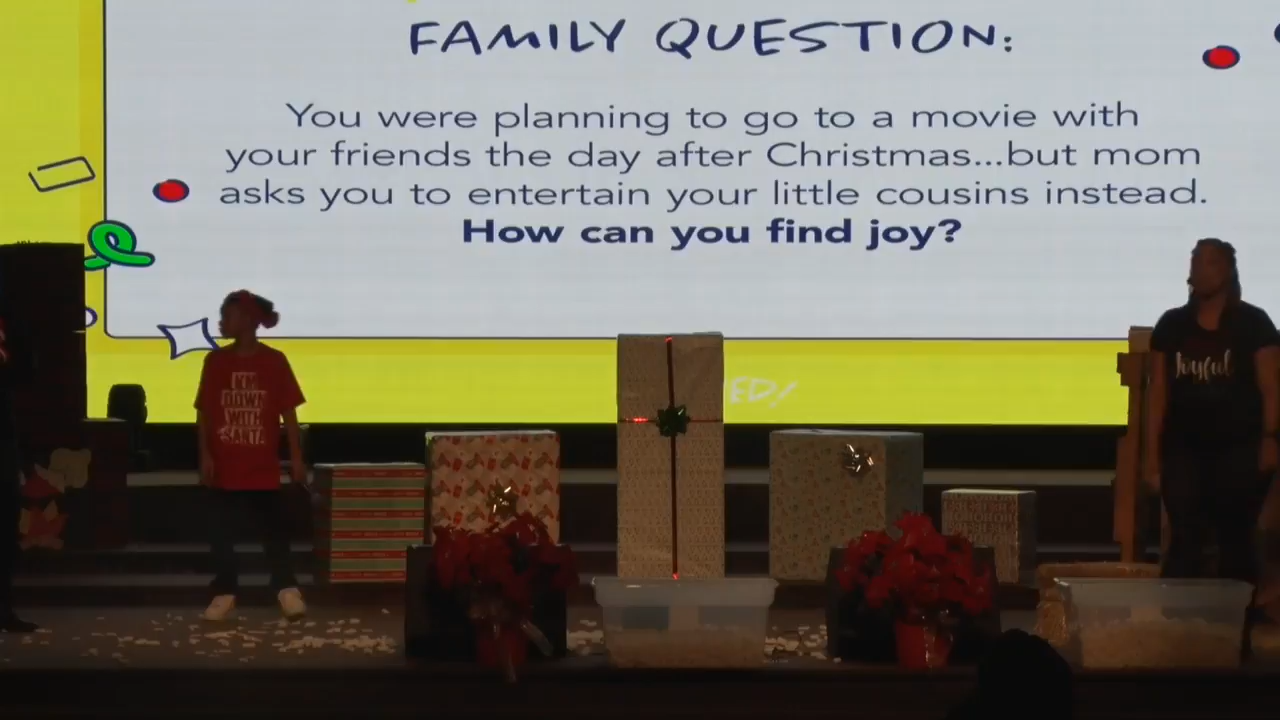 FAMILY QUESTION:
You were planning to go to a movie with
your friends the day after Christmas...but mom
asks you to entertain your little cousins instead.
How can you find joy?
ED!
I'M
DOWN
WITH
SANTA
Joyful